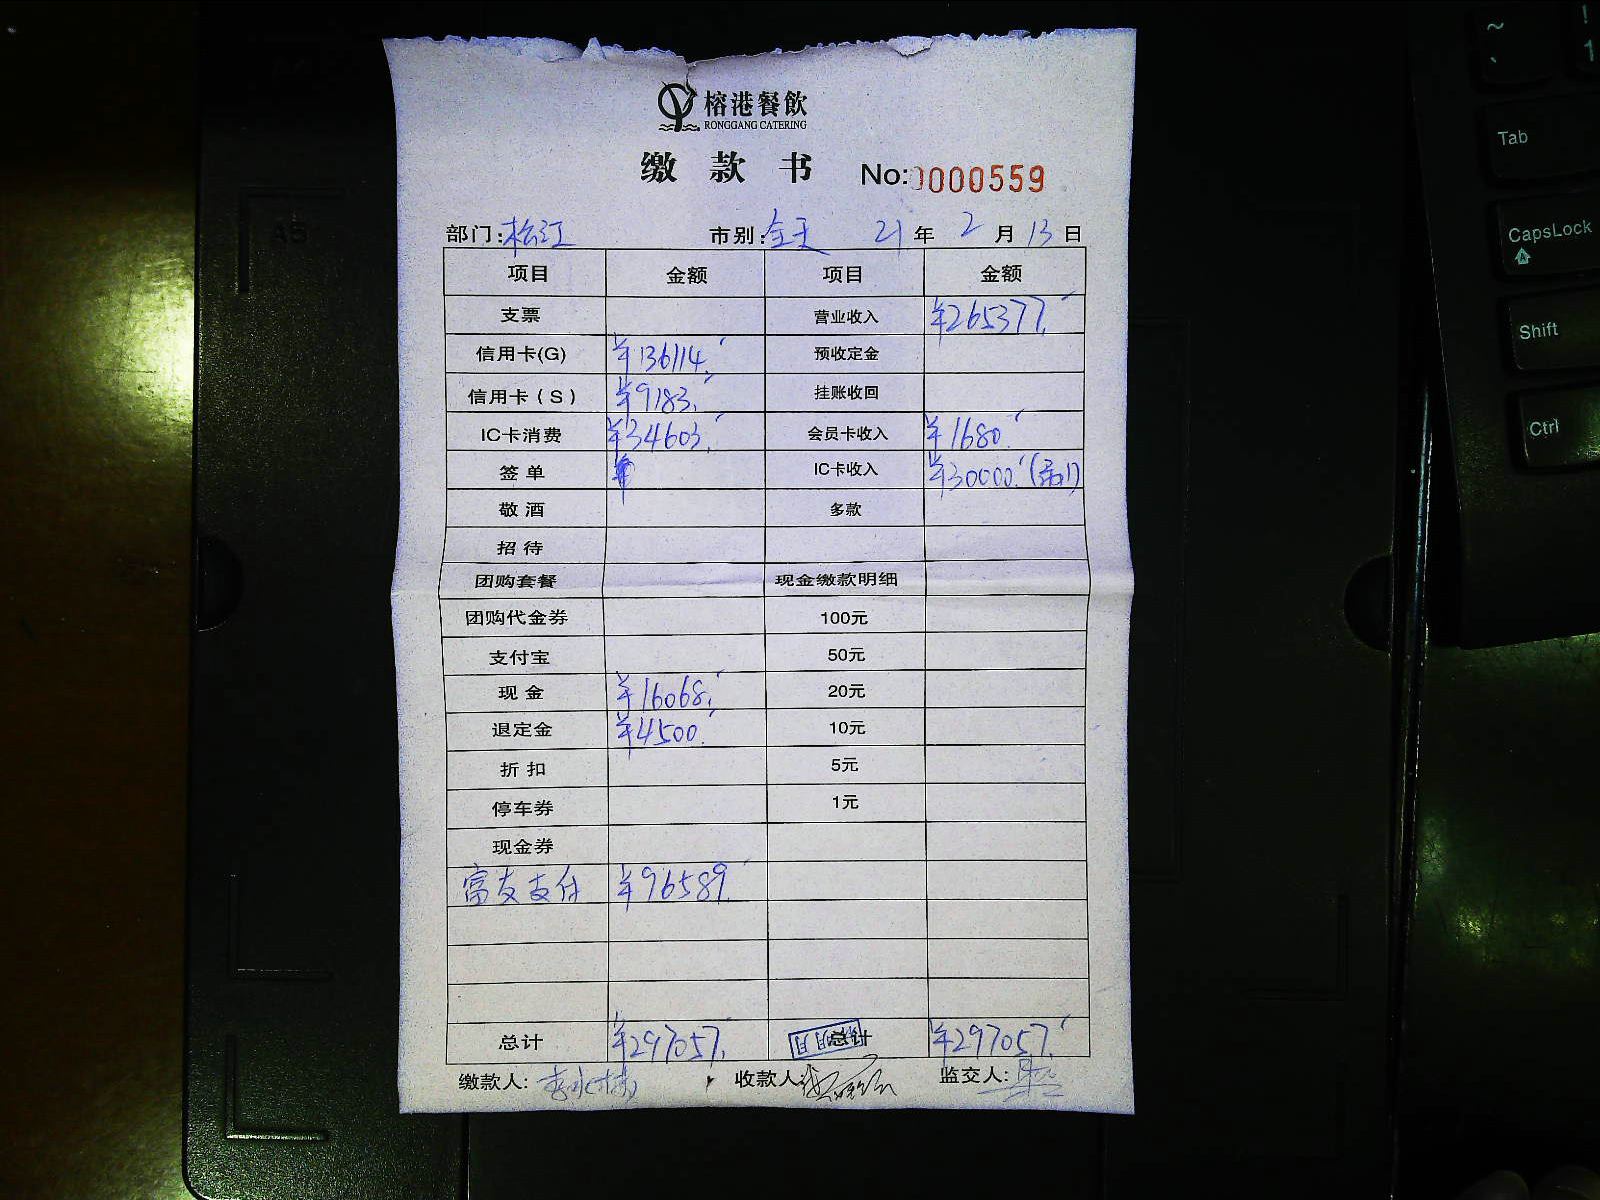 榕港餐飲
RONGGANG CATERING
缴款书 No:0000559
部门:松江 市别:全天 21年2月13日
项目 金额 项目 金额
支票 营业收入 ¥265377.
信用卡(G) ¥136114. 预收定金
信用卡(S) ¥9183. 挂账收回
IC卡消费 ¥34603. 会员卡收入 ¥1680.
签单 ¥ IC卡收入 ¥30000.
敬酒 多款
招待
团购套餐 现金缴款明细
团购代金券 100元
支付宝 50元
现金 ¥16068. 20元
退定金 ¥4500. 10元
折扣 5元
停车券 1元
现金券
富友支付 ¥96589.
总计 ¥297057. 总计 ¥297057.
缴款人: 收款人: 监交人:
~
、
!
1
Tab
CapsLock
Shift
Ctrl
A5